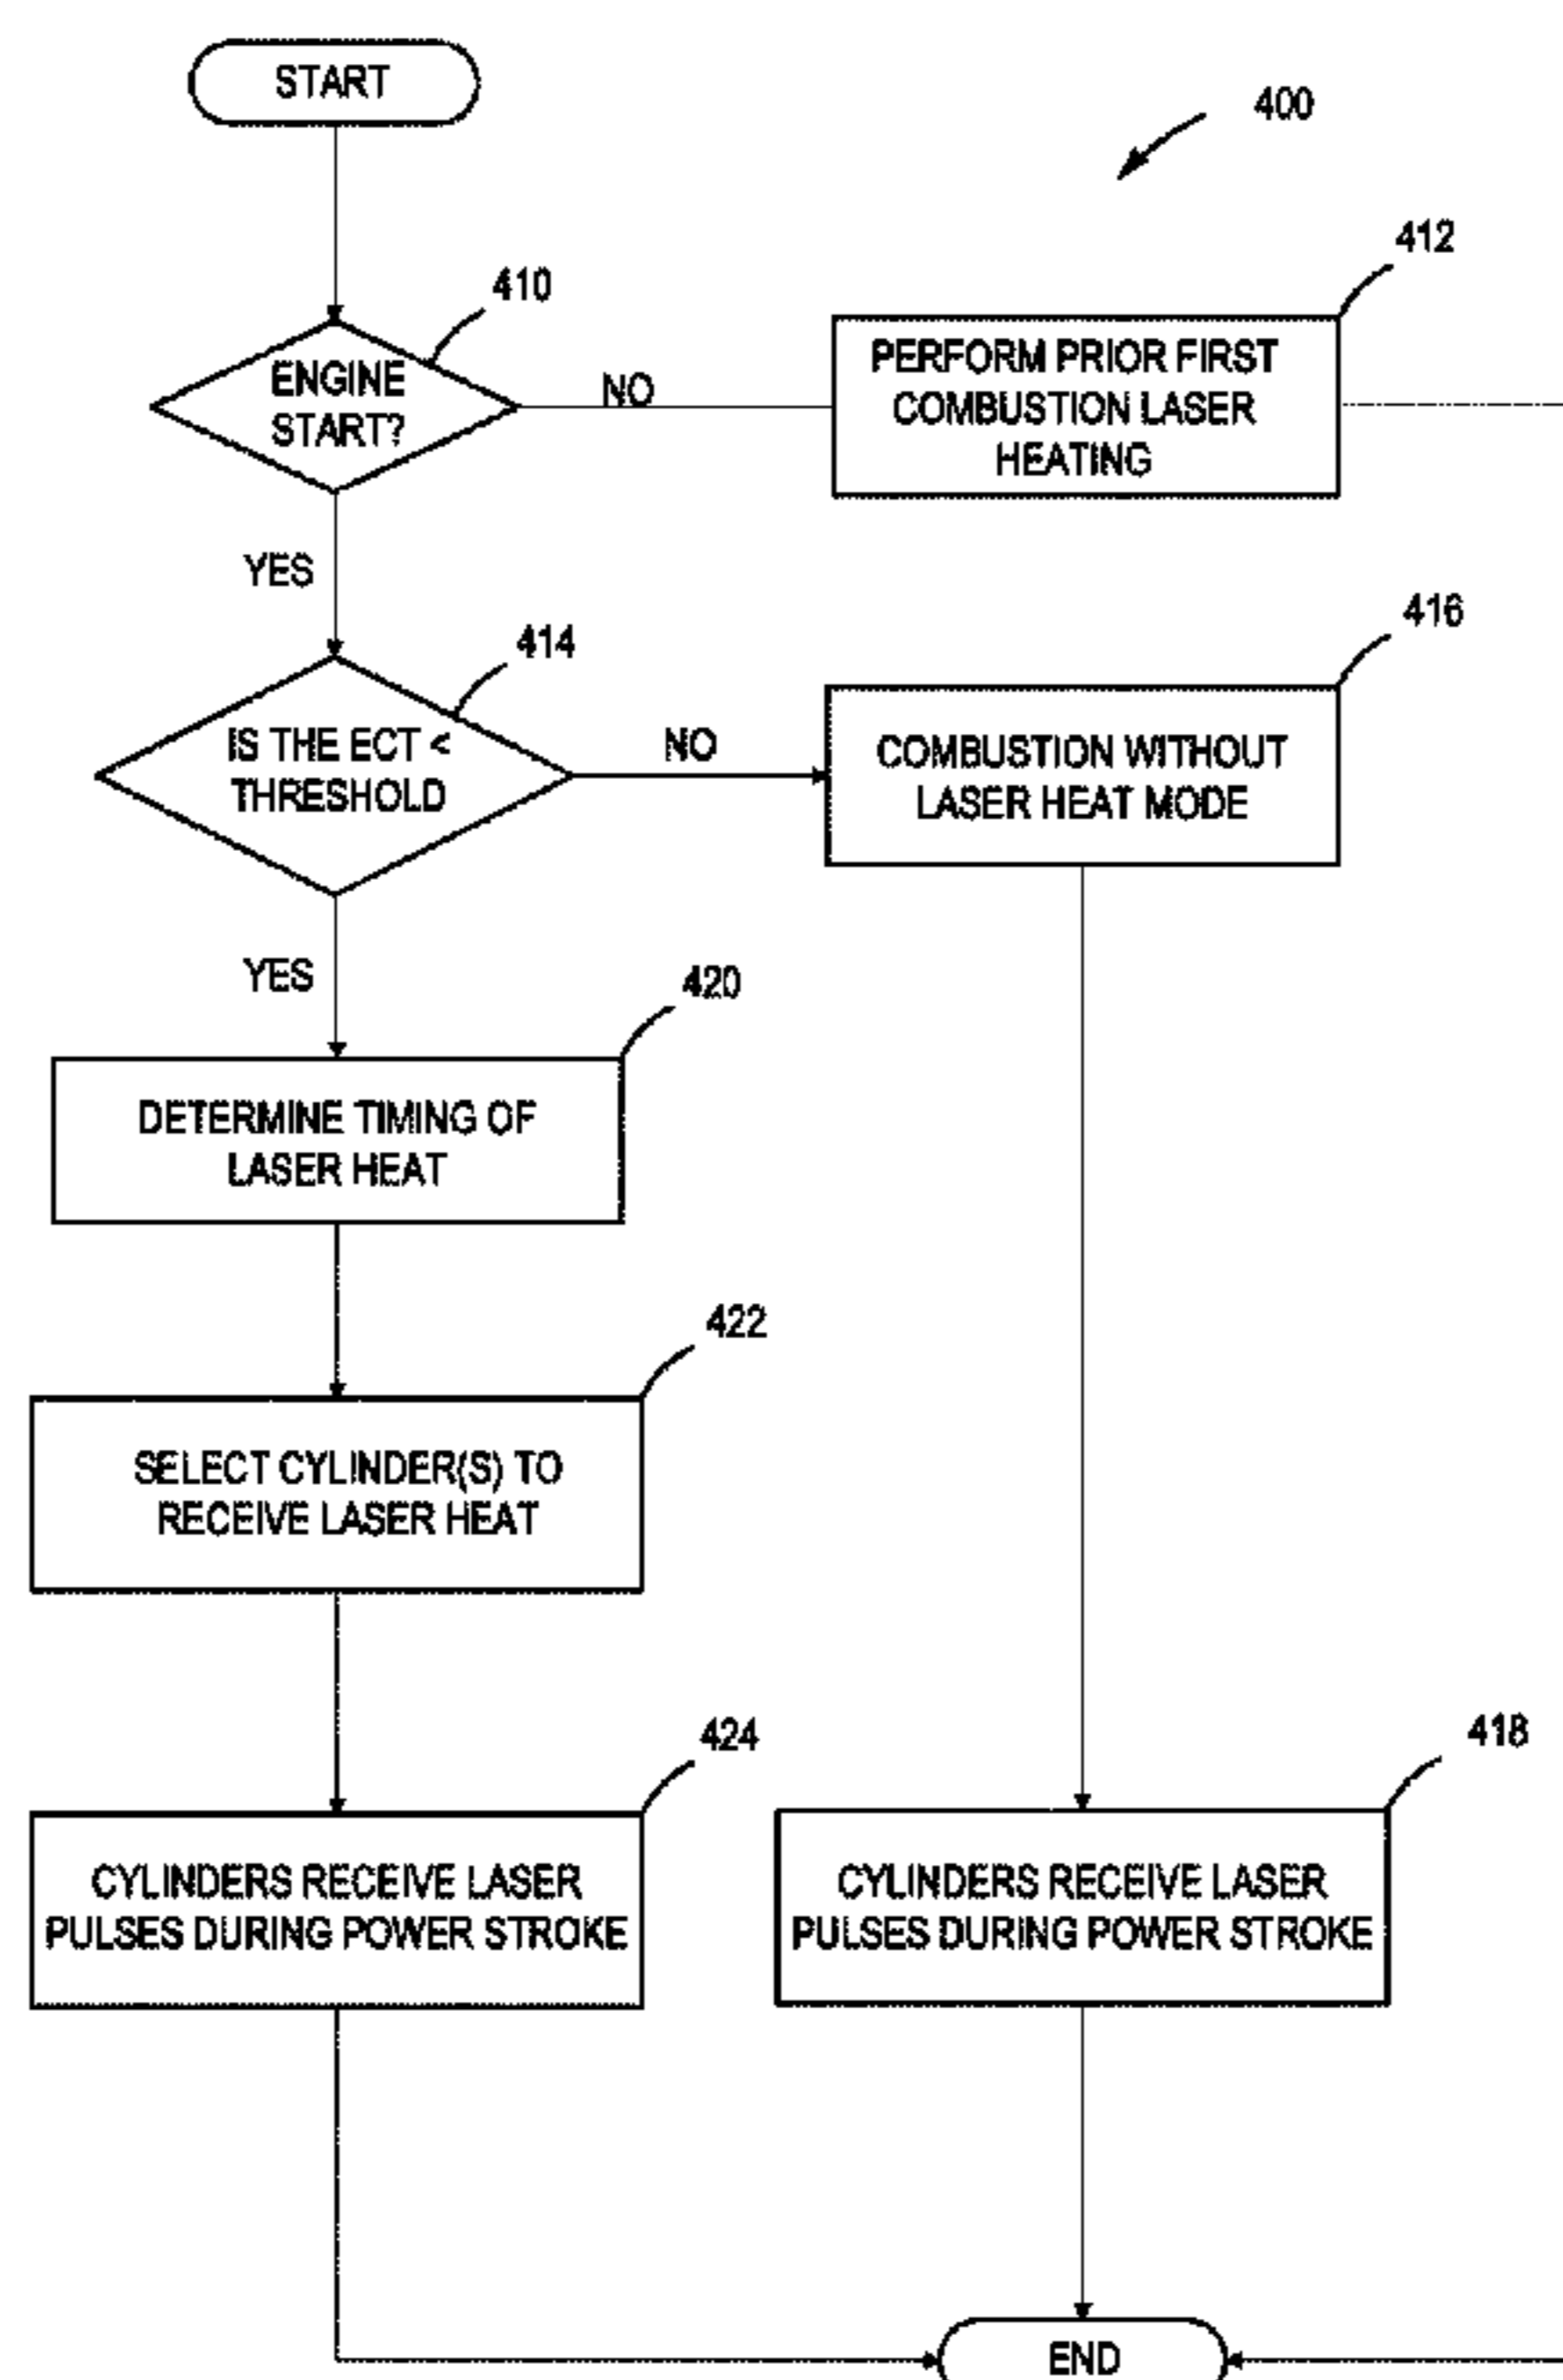 START
400
412
410
ENGINE
START?
NO
PERFORM PRIOR FIRST
COMBUSTION LASER
HEATING
YES
416
414
IS THE ECT <
THRESHOLD
NO
COMBUSTION WITHOUT
LASER HEAT MODE
YES
420
DETERMINE TIMING OF
LASER HEAT
422
SELECT CYLINDER(S) TO
RECEIVE LASER HEAT
424
CYLINDERS RECEIVE LASER
PULSES DURING POWER STROKE
418
CYLINDERS RECEIVE LASER
PULSES DURING POWER STROKE
END